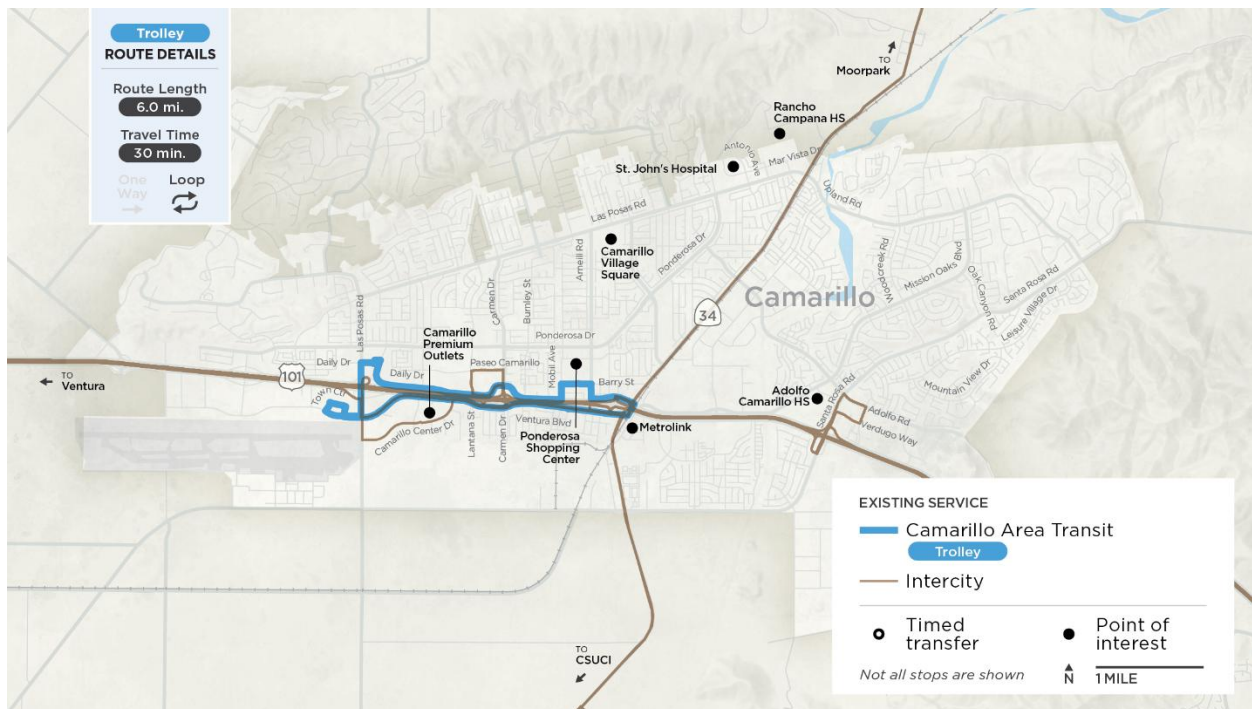 Trolley
ROUTE DETAILS
Route Length
6.0 mi.
Travel Time
30 min.
One
Way
Loop
TO
Moorpark
Rancho
Campana HS
Antonio Ave
Mar Vista Dr
St. John's Hospital
Upland Rd
Las Posas Rd
Camarillo
Village
Square
Arneill Rd
Ponderosa Dr
Woodcreek Rd
Mission Oaks Blvd
Oak Canyon Rd
Santa Rosa Rd
Leisure Village Dr
Camarillo
34
Carmen Dr
Burnley St
Las Posas Rd
Camarillo
Premium
Outlets
Ponderosa Dr
Mobil Ave
Paseo Camarillo
Daily Dr
Daily Dr
Barry St
101
TO
Ventura
Town Ctr
Mountain View Dr
Adolfo
Camarillo HS
Santa Rosa Rd
Adolfo Rd
Verdugo Way
Camarillo Center Dr
Lantana St
Carmen Dr
Ventura Blvd
Ponderosa
Shopping
Center
Metrolink
TO
CSUCI
EXISTING SERVICE
Camarillo Area Transit
Trolley
Intercity
Timed
transfer
Point of
interest
Not all stops are shown
N
1 MILE